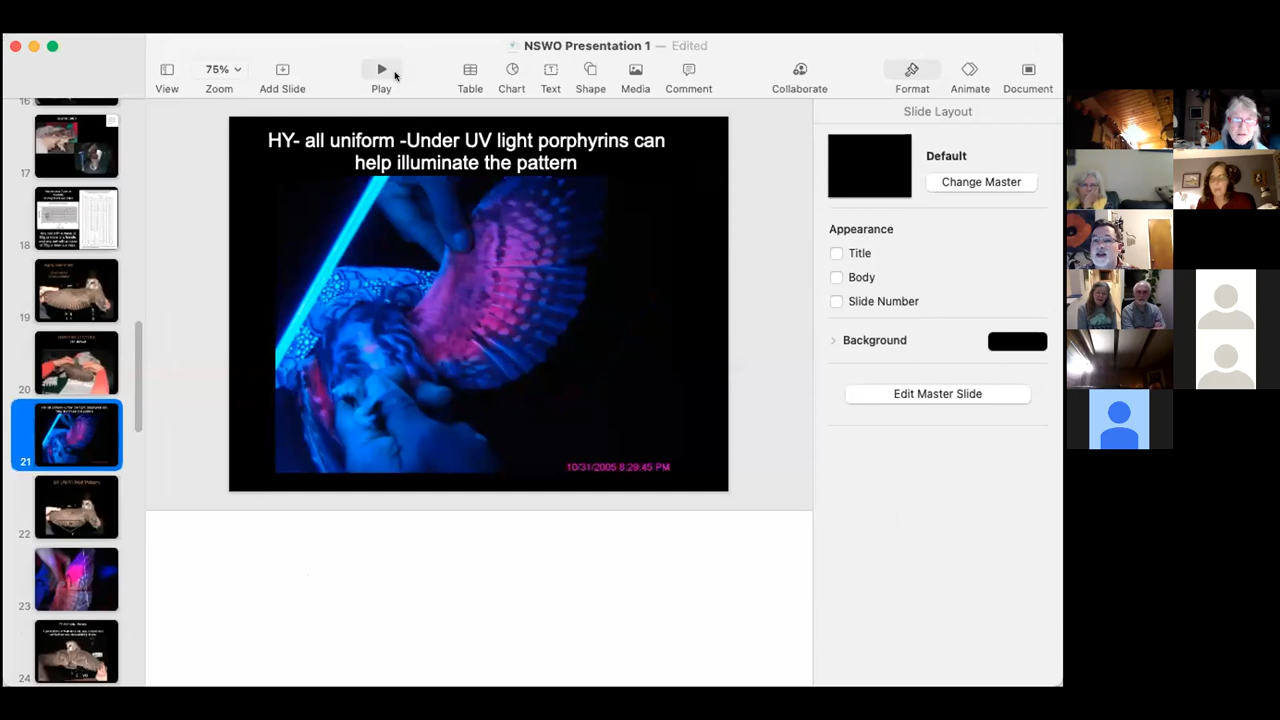 NSWO Presentation 1 — Edited
75%
View
Zoom
Add Slide
Play
Table
Chart
Text
Shape
Media
Comment
Collaborate
Format
Animate
Document
16
17
18
19
20
21
22
23
24
HY- all uniform -Under UV light porphyrins can
help illuminate the pattern
10/31/2005 8:29:45 PM
Slide Layout
Default
Change Master
Appearance
Title
Body
Slide Number
Background
Edit Master Slide